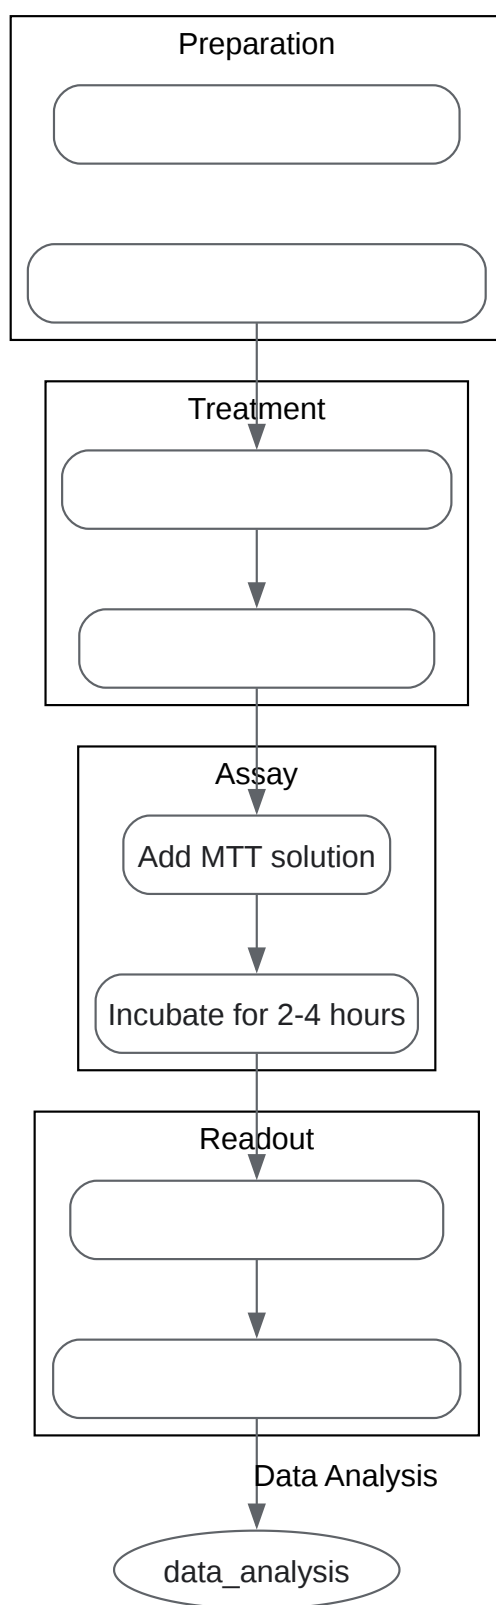 Preparation
Treatment
Assay
Add MTT solution
Incubate for 2-4 hours
Readout
Data Analysis
data_analysis